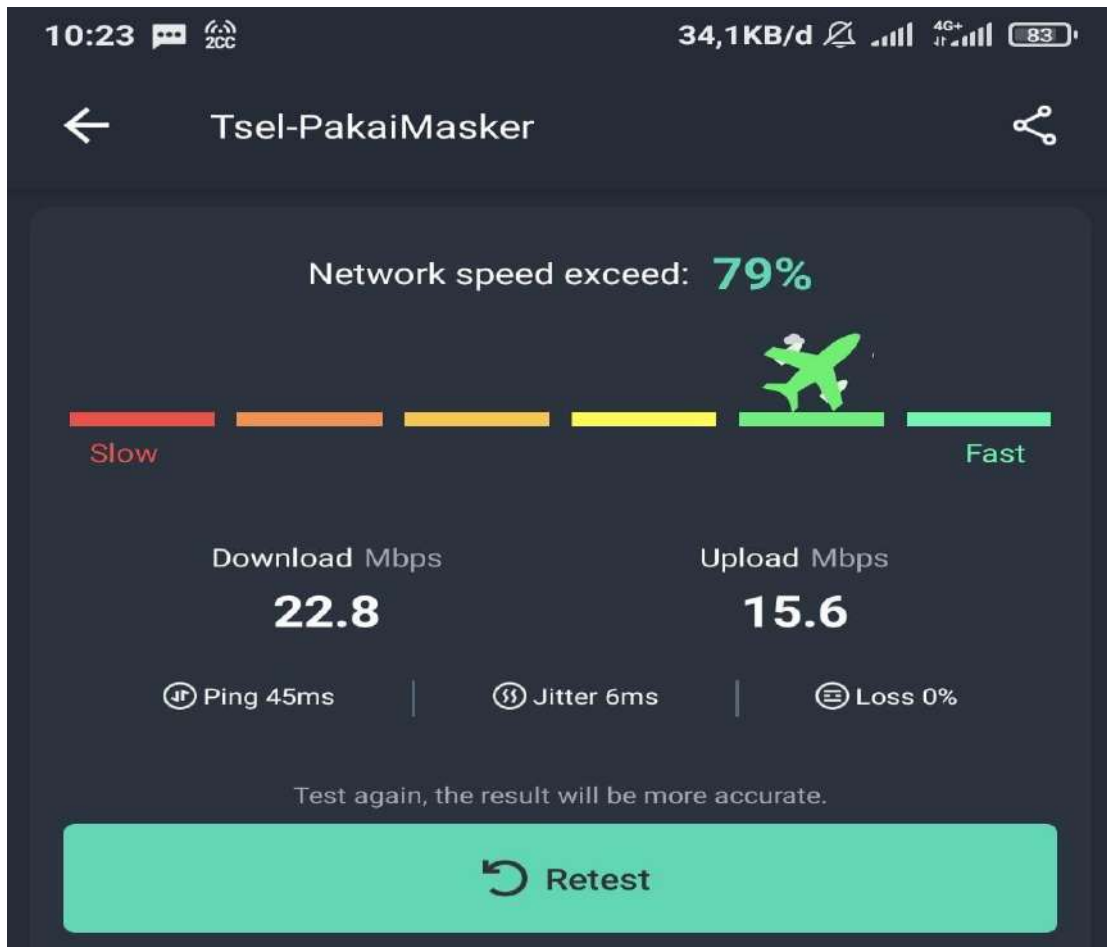 10:23 2CC 34,1KB/d 4G+ 83
Tsel-PakaiMasker
Network speed exceed: 79%
Slow Fast
Download Mbps Upload Mbps
22.8 15.6
Ping 45ms Jitter 6ms Loss 0%
Test again, the result will be more accurate.
Retest